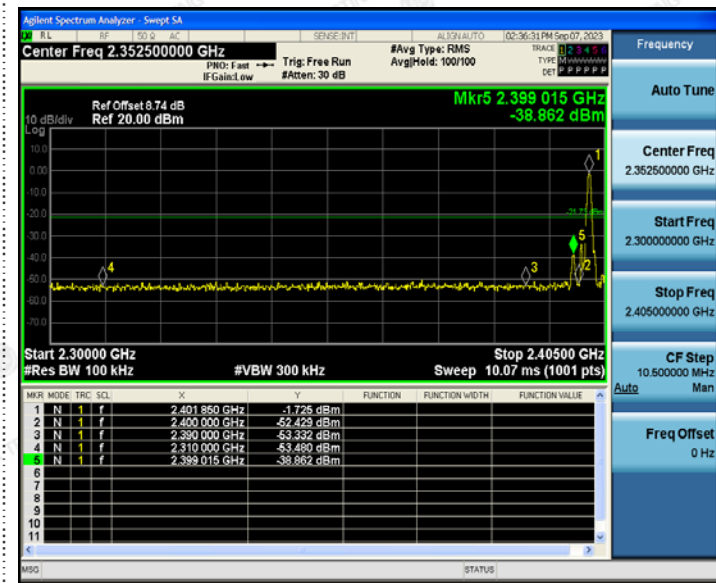 Agilent Spectrum Analyzer - Swept SA
RL RF 50 Ω AC SENSE:INT ALIGN AUTO 02:36:31 PM Sep 07, 2023
Center Freq 2.352500000 GHz
PNO: Fast
IFGain:Low
Trig: Free Run
#Atten: 30 dB
#Avg Type: RMS
Avg|Hold: 100/100
TRACE 1 2 3 4 5 6
TYPE M
DET P P P P P P
Ref Offset 8.74 dB
10 dB/div Ref 20.00 dBm
Log
Mkr5 2.399 015 GHz
-38.862 dBm
10.0
0.00
-10.0
-20.0
-30.0
-40.0
-50.0
-60.0
-70.0
1
5
2
3
4
Start 2.30000 GHz Stop 2.40500 GHz
#Res BW 100 kHz #VBW 300 kHz Sweep 10.07 ms (1001 pts)
MKR MODE TRC SCL X Y FUNCTION FUNCTION WIDTH FUNCTION VALUE
1 N 1 f 2.401 850 GHz -1.725 dBm
2 N 1 f 2.400 000 GHz -52.429 dBm
3 N 1 f 2.390 000 GHz -53.332 dBm
4 N 1 f 2.310 000 GHz -53.480 dBm
5 N 1 f 2.399 015 GHz -38.862 dBm
6
7
8
9
10
11
MSG STATUS
Frequency
Auto Tune
Center Freq
2.352500000 GHz
Start Freq
2.300000000 GHz
Stop Freq
2.405000000 GHz
CF Step
10.500000 MHz
Auto Man
Freq Offset
0 Hz